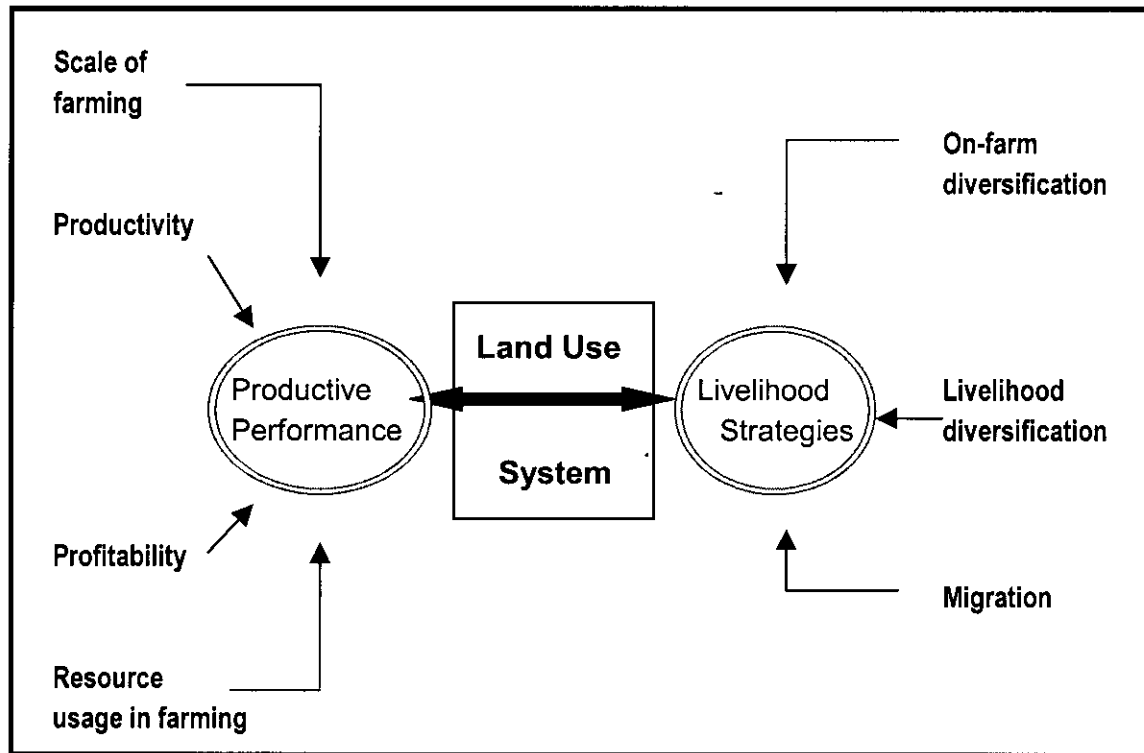 Scale of
farming
Productivity
Profitability
Resource
usage in farming
Productive
Performance
Land Use
System
Livelihood
Strategies
On-farm
diversification
Livelihood
diversification
Migration